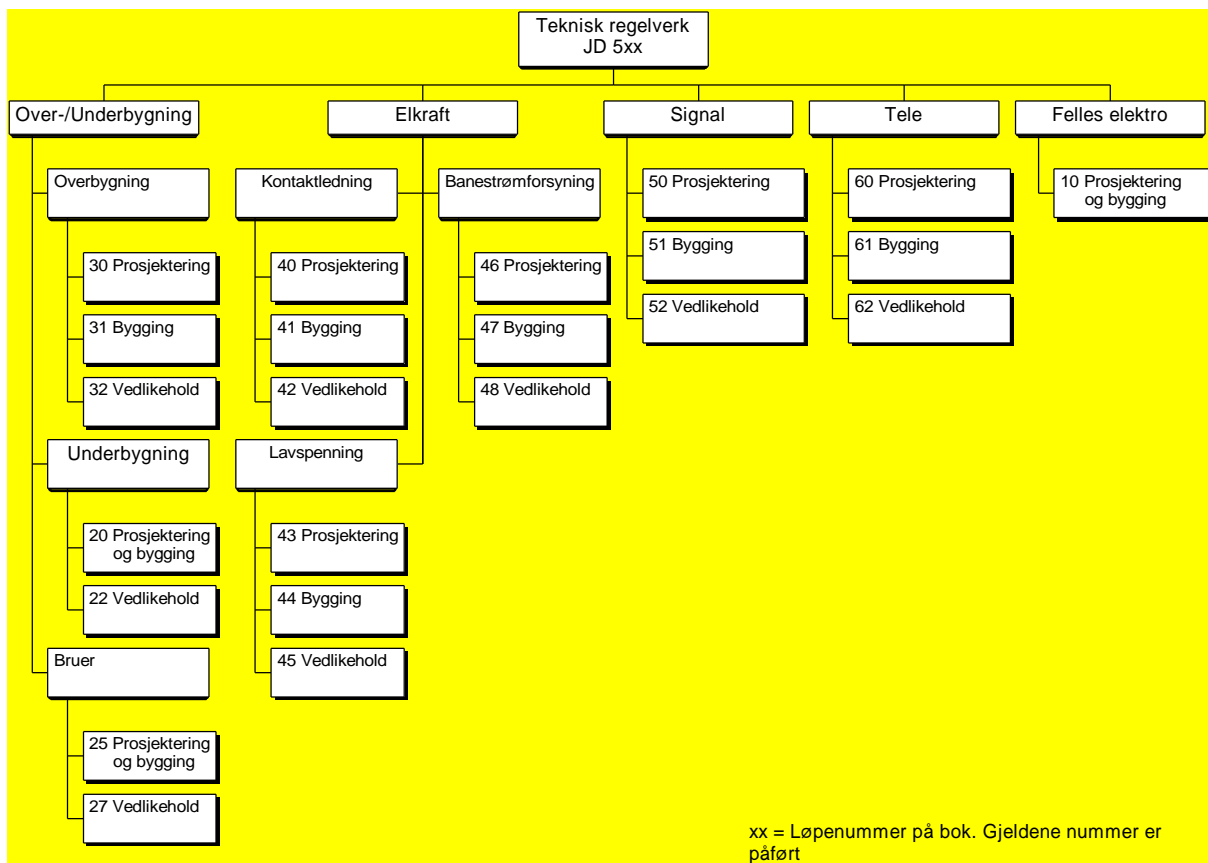 Teknisk regelverk
JD 5xx
Over-/Underbygning
Elkraft
Signal
Tele
Felles elektro
Overbygning
30 Prosjektering
31 Bygging
32 Vedlikehold
Underbygning
20 Prosjektering
og bygging
22 Vedlikehold
Bruer
25 Prosjektering
og bygging
27 Vedlikehold
Kontaktledning
40 Prosjektering
41 Bygging
42 Vedlikehold
Lavspenning
43 Prosjektering
44 Bygging
45 Vedlikehold
Banestrømforsyning
46 Prosjektering
47 Bygging
48 Vedlikehold
50 Prosjektering
51 Bygging
52 Vedlikehold
60 Prosjektering
61 Bygging
62 Vedlikehold
10 Prosjektering
og bygging
xx = Løpenummer på bok. Gjeldene nummer er
påført